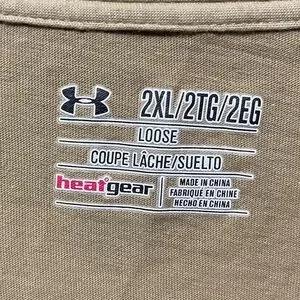 2XL/2TG/2EG
LOOSE
COUPE LÂCHE/SUELTO
heatgear
MADE IN CHINA
FABRIQUÉ EN CHINE
HECHO EN CHINA